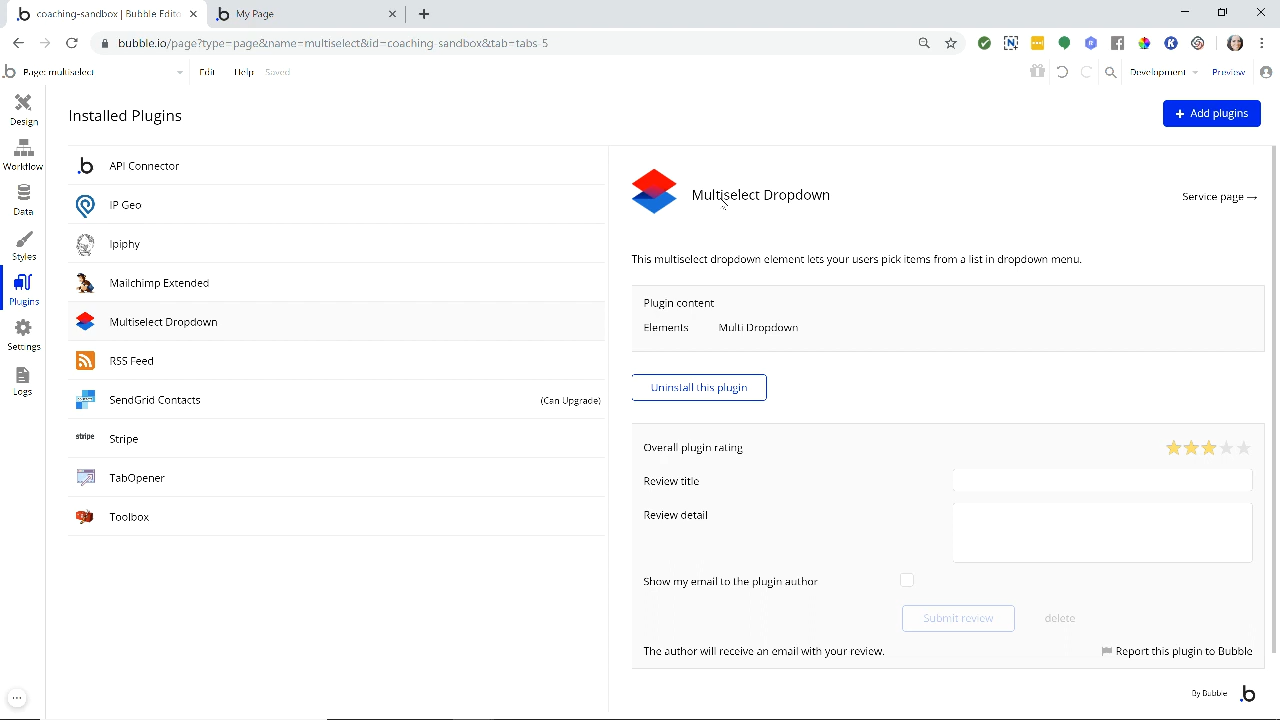 coaching-sandbox | Bubble Edito
My Page
bubble.io/page?type=page&name=multiselect&id=coaching-sandbox&tab=tabs-5
Page: multiselect
Edit
Help
Saved
Development
Preview
Design
Workflow
Data
Styles
Plugins
Settings
Logs
Installed Plugins
+ Add plugins
API Connector
IP Geo
Ipiphy
Mailchimp Extended
Multiselect Dropdown
RSS Feed
SendGrid Contacts
(Can Upgrade)
stripe
Stripe
TabOpener
Toolbox
Multiselect Dropdown
Service page →
This multiselect dropdown element lets your users pick items from a list in dropdown menu.
Plugin content
Elements Multi Dropdown
Uninstall this plugin
Overall plugin rating
Review title
Review detail
Show my email to the plugin author
Submit review
delete
The author will receive an email with your review.
Report this plugin to Bubble
By Bubble